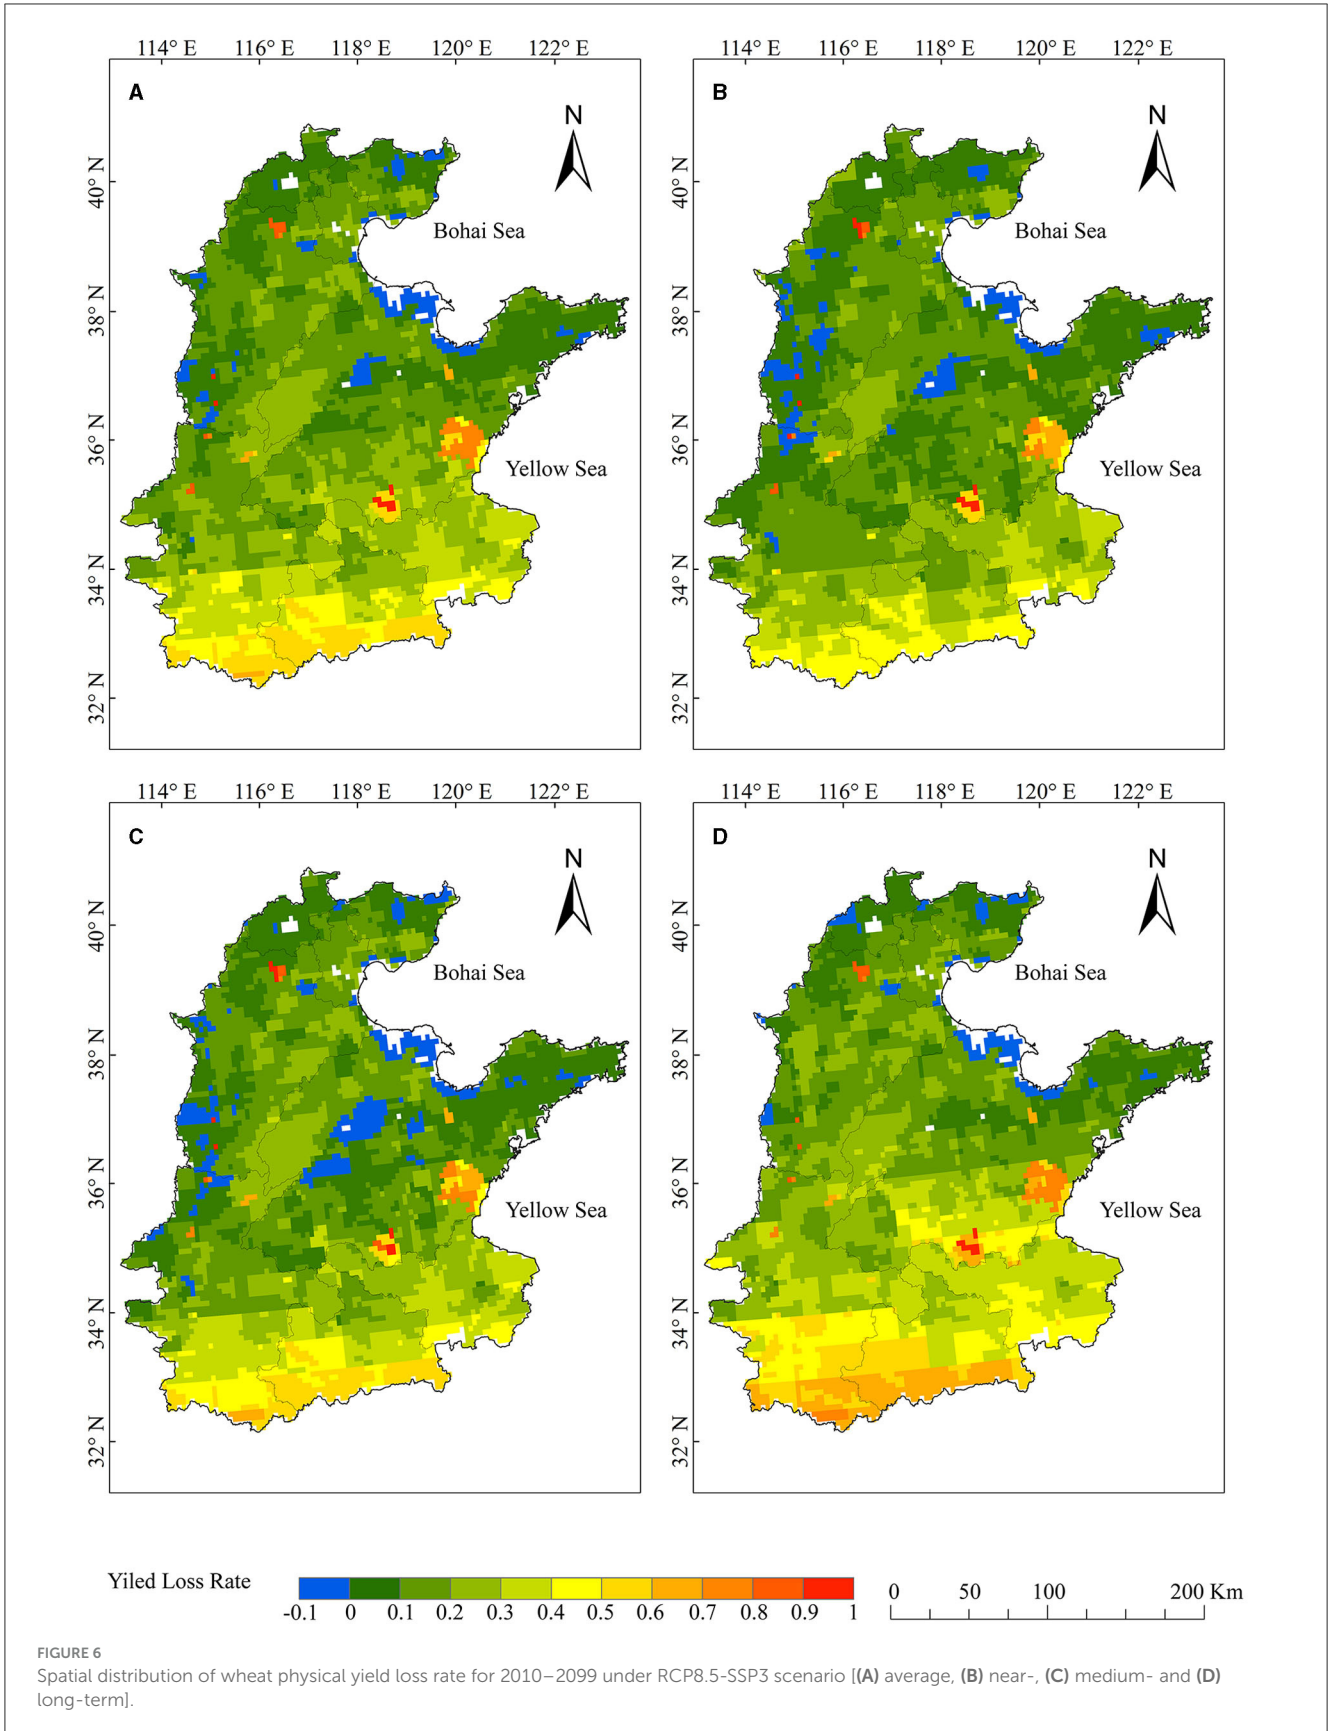 114° E 116° E 118° E 120° E 122° E
114° E 116° E 118° E 120° E 122° E
A
N
40° N
38° N
36° N
34° N
32° N
Bohai Sea
Yellow Sea
B
N
40° N
38° N
36° N
34° N
32° N
Bohai Sea
Yellow Sea
114° E 116° E 118° E 120° E 122° E
114° E 116° E 118° E 120° E 122° E
C
N
40° N
38° N
36° N
34° N
32° N
Bohai Sea
Yellow Sea
D
N
40° N
38° N
36° N
34° N
32° N
Bohai Sea
Yellow Sea
Yiled Loss Rate
-0.1 0 0.1 0.2 0.3 0.4 0.5 0.6 0.7 0.8 0.9 1
0 50 100 200 Km
FIGURE 6
Spatial distribution of wheat physical yield loss rate for 2010–2099 under RCP8.5-SSP3 scenario [(A) average, (B) near-, (C) medium- and (D)
long-term].